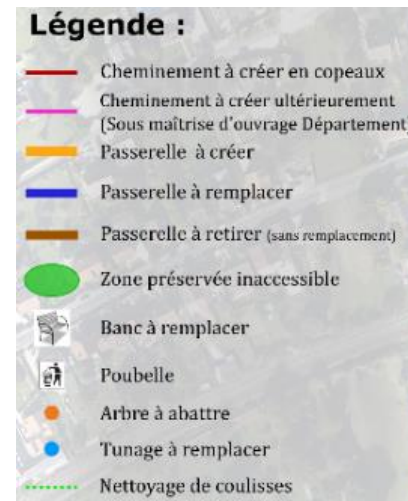 Légende :
Cheminement à créer en copeaux
Cheminement à créer ultérieurement
(Sous maîtrise d'ouvrage Département)
Passerelle à créer
Passerelle à remplacer
Passerelle à retirer (sans remplacement)
Zone préservée inaccessible
Banc à remplacer
Poubelle
Arbre à abattre
Tunage à remplacer
Nettoyage de coulisses